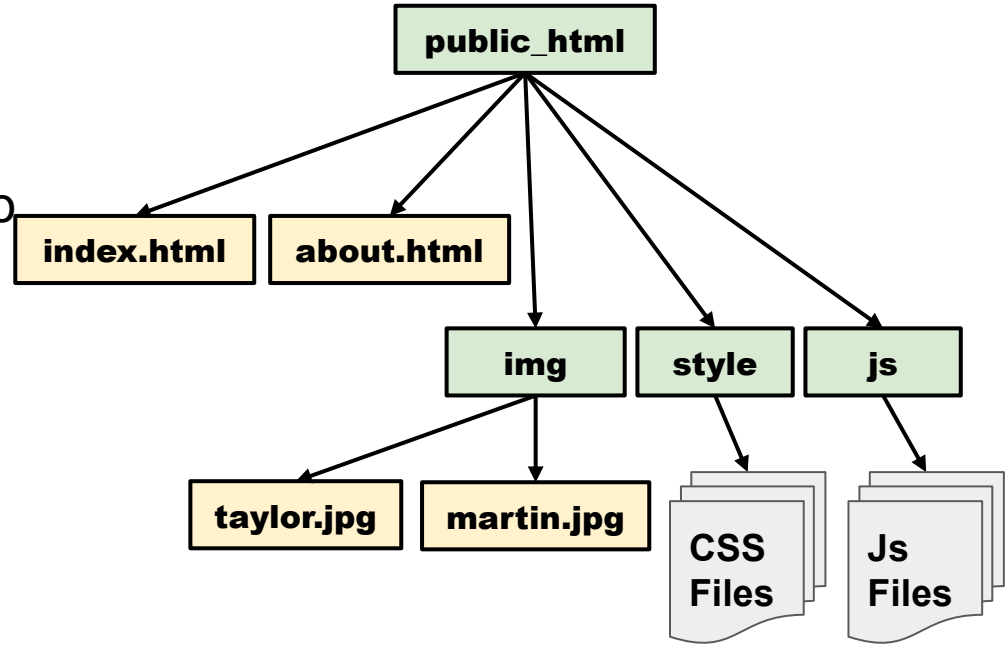 public_html
index.html
about.html
img
style
js
taylor.jpg
martin.jpg
CSS
Files
Js
Files